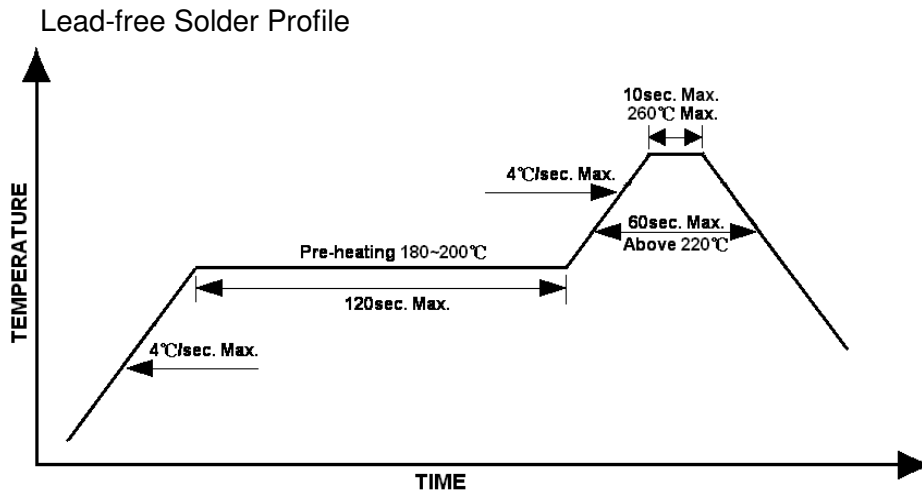 Lead-free Solder Profile
10sec. Max.
260℃ Max.
4℃/sec. Max.
60sec. Max.
Above 220℃
Pre-heating 180~200℃
120sec. Max.
4℃/sec. Max.
TEMPERATURE
TIME